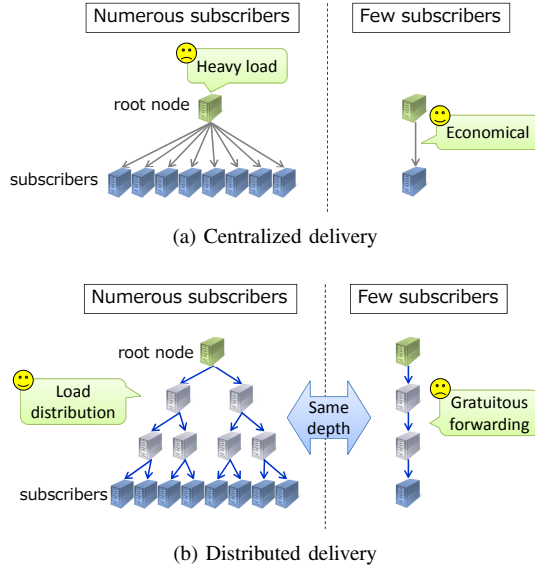 Numerous subscribers
Few subscribers
Heavy load
root node
Economical
subscribers
(a) Centralized delivery
Numerous subscribers
Few subscribers
root node
Load
distribution
Same
depth
Gratuitous
forwarding
subscribers
(b) Distributed delivery